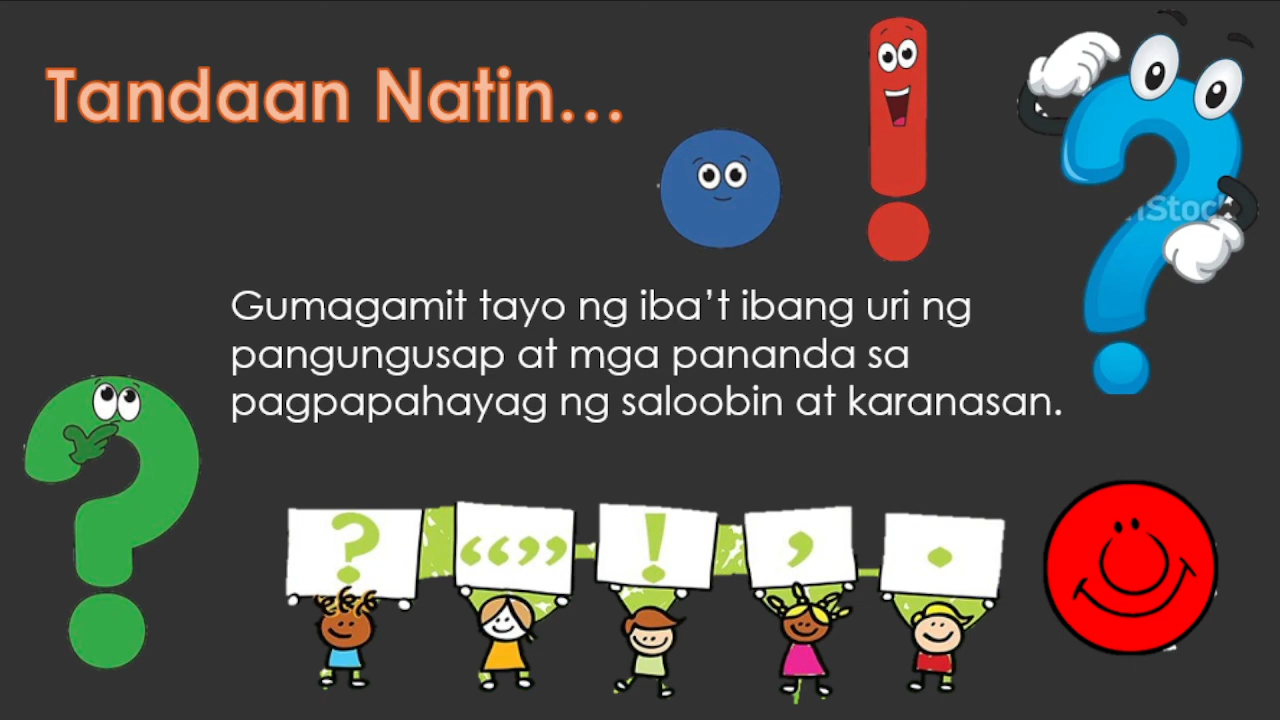 Tandaan Natin...
Gumagamit tayo ng iba’t ibang uri ng
pangungusap at mga pananda sa
pagpapahayag ng saloobin at karanasan.
? “” ! , .